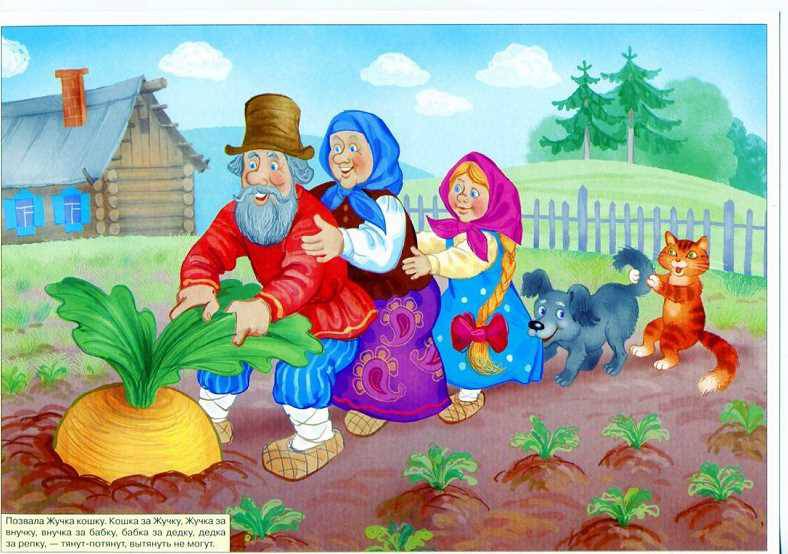 Позвала Жучка кошку. Кошка за Жучку, Жучка за
внучку, внучка за бабку, бабка за дедку, дедка
за репку, — тянут-потянут, вытянуть не могут.